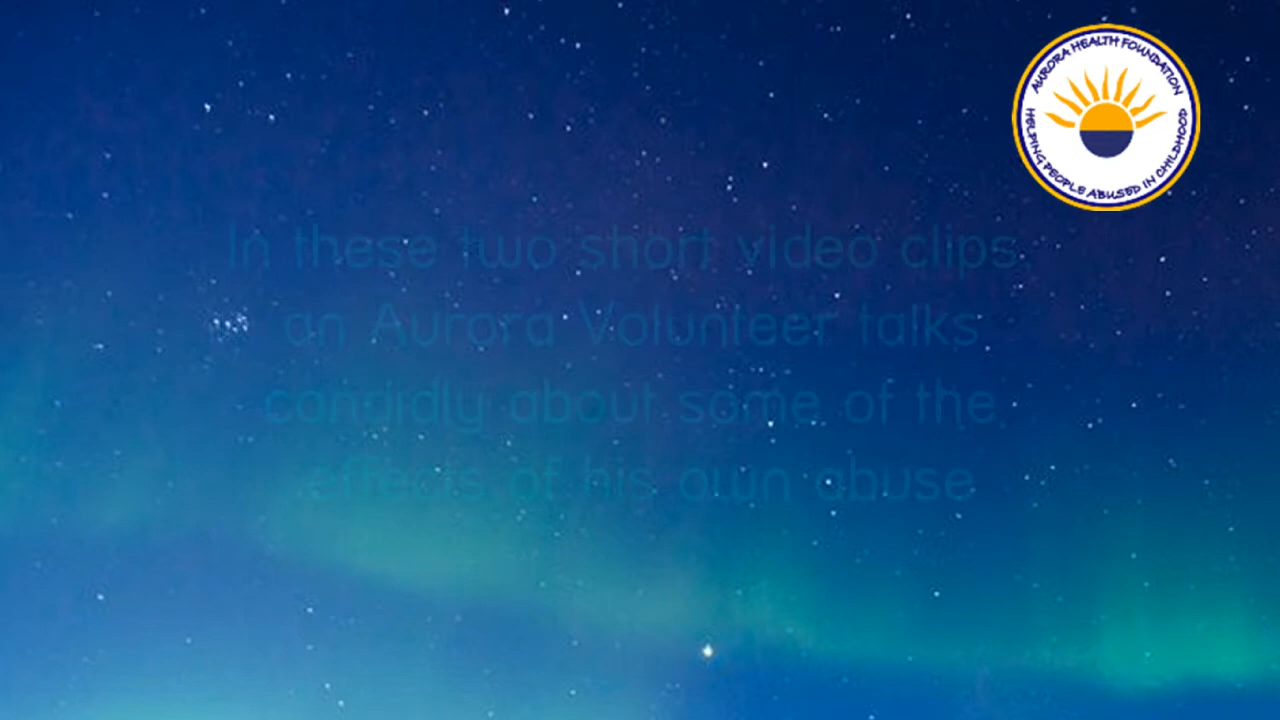 AURORA HEALTH FOUNDATION
HELPING PEOPLE ABUSED IN CHILDHOOD
In these two short video clips,
an Aurora Volunteer talks
candidly about some of the
effects of his own abuse